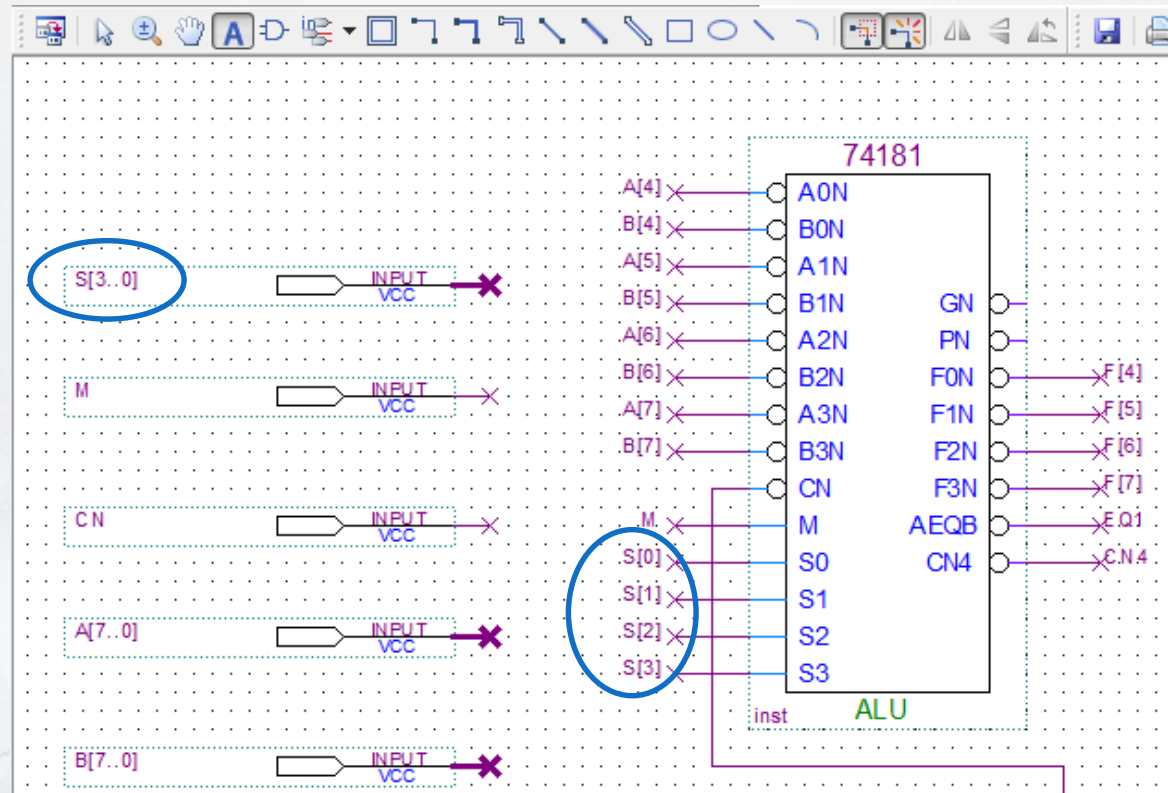 74181
A[4] A0N
B[4] B0N
A[5] A1N
S[3..0] INPUT
VCC
B[5] B1N GN
A[6] A2N PN
M INPUT
VCC
B[6] B2N F0N F[4]
A[7] A3N F1N F[5]
B[7] B3N F2N F[6]
CN F3N F[7]
CN INPUT
VCC
M M AEQB EQ1
S[0] S0 CN4 CN4
S[1] S1
A[7..0] INPUT
VCC
S[2] S2
S[3] S3
inst ALU
B[7..0] INPUT
VCC